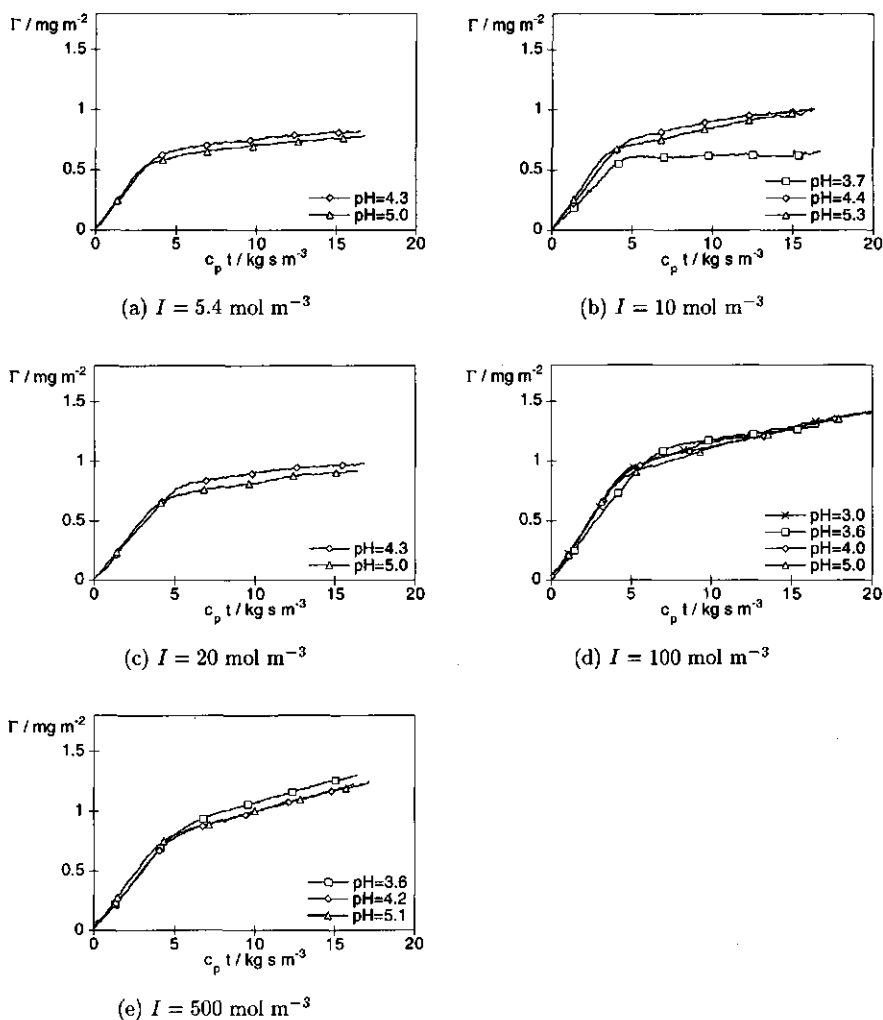 Γ / mg m⁻²
1.5
1
0.5
0
0 5 10 15 20
c_p t / kg s m⁻³
pH=4.3
pH=5.0
(a) I = 5.4 mol m⁻³
Γ / mg m⁻²
1.5
1
0.5
0
0 5 10 15 20
c_p t / kg s m⁻³
pH=3.7
pH=4.4
pH=5.3
(b) I = 10 mol m⁻³
Γ / mg m⁻²
1.5
1
0.5
0
0 5 10 15 20
c_p t / kg s m⁻³
pH=4.3
pH=5.0
(c) I = 20 mol m⁻³
Γ / mg m⁻²
1.5
1
0.5
0
0 5 10 15 20
c_p t / kg s m⁻³
pH=3.0
pH=3.6
pH=4.0
pH=5.0
(d) I = 100 mol m⁻³
Γ / mg m⁻²
1.5
1
0.5
0
0 5 10 15 20
c_p t / kg s m⁻³
pH=3.6
pH=4.2
pH=5.1
(e) I = 500 mol m⁻³